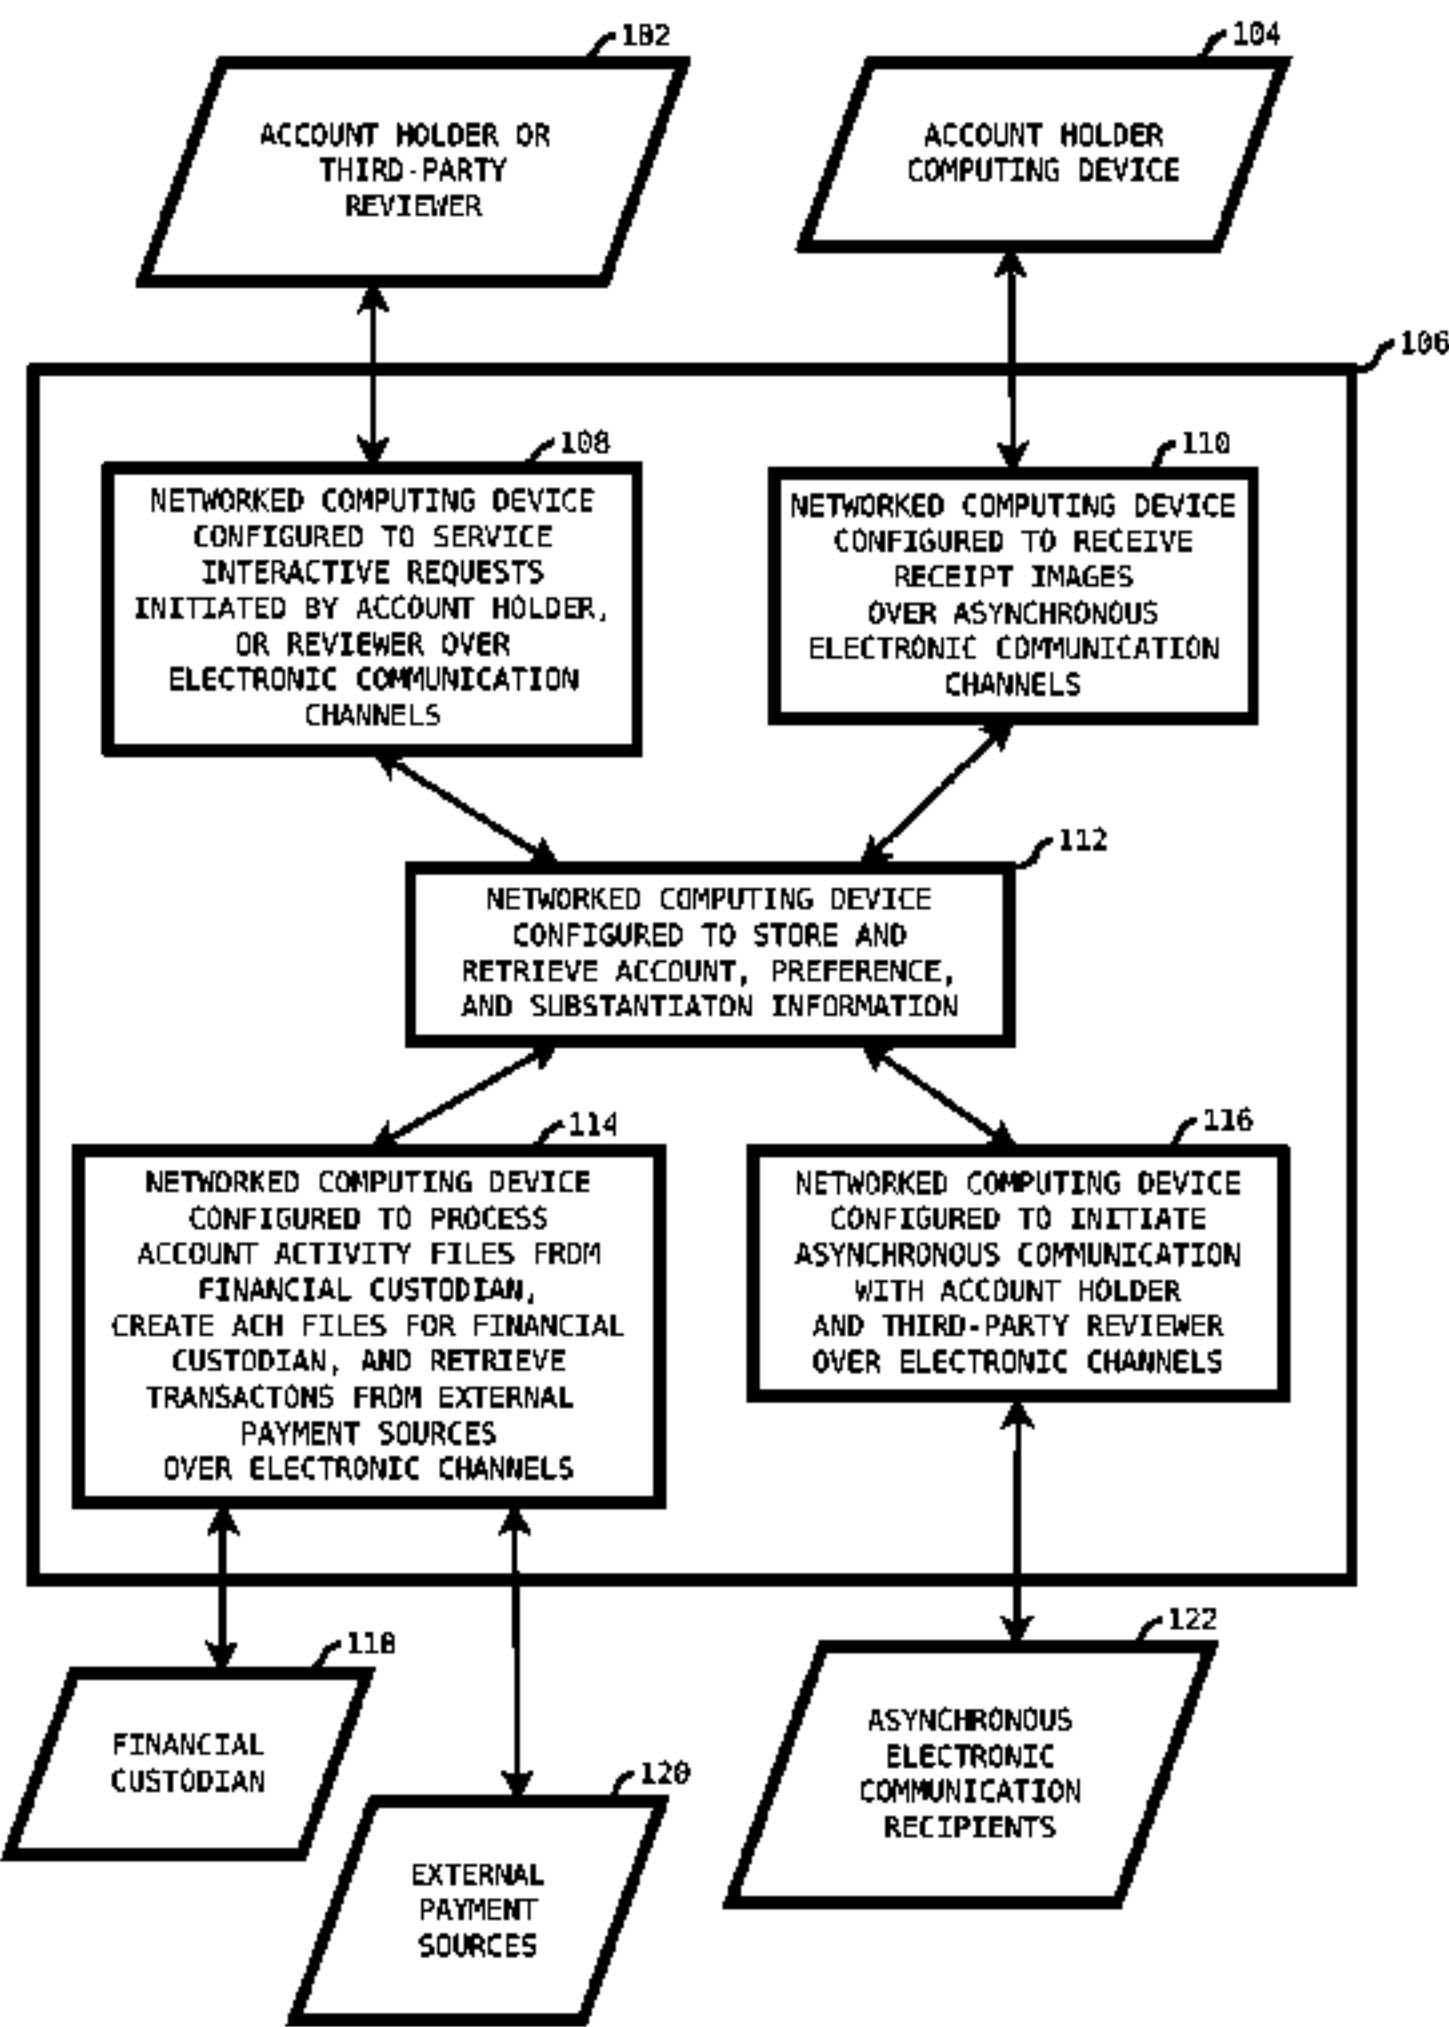 102
ACCOUNT HOLDER OR
THIRD-PARTY
REVIEWER
104
ACCOUNT HOLDER
COMPUTING DEVICE
106
108
NETWORKED COMPUTING DEVICE
CONFIGURED TO SERVICE
INTERACTIVE REQUESTS
INITIATED BY ACCOUNT HOLDER,
OR REVIEWER OVER
ELECTRONIC COMMUNICATION
CHANNELS
110
NETWORKED COMPUTING DEVICE
CONFIGURED TO RECEIVE
RECEIPT IMAGES
OVER ASYNCHRONOUS
ELECTRONIC COMMUNICATION
CHANNELS
112
NETWORKED COMPUTING DEVICE
CONFIGURED TO STORE AND
RETRIEVE ACCOUNT, PREFERENCE,
AND SUBSTANTIATON INFORMATION
114
NETWORKED COMPUTING DEVICE
CONFIGURED TO PROCESS
ACCOUNT ACTIVITY FILES FROM
FINANCIAL CUSTODIAN,
CREATE ACH FILES FOR FINANCIAL
CUSTODIAN, AND RETRIEVE
TRANSACTONS FROM EXTERNAL
PAYMENT SOURCES
OVER ELECTRONIC CHANNELS
116
NETWORKED COMPUTING DEVICE
CONFIGURED TO INITIATE
ASYNCHRONOUS COMMUNICATION
WITH ACCOUNT HOLDER
AND THIRD-PARTY REVIEWER
OVER ELECTRONIC CHANNELS
118
FINANCIAL
CUSTODIAN
120
EXTERNAL
PAYMENT
SOURCES
122
ASYNCHRONOUS
ELECTRONIC
COMMUNICATION
RECIPIENTS